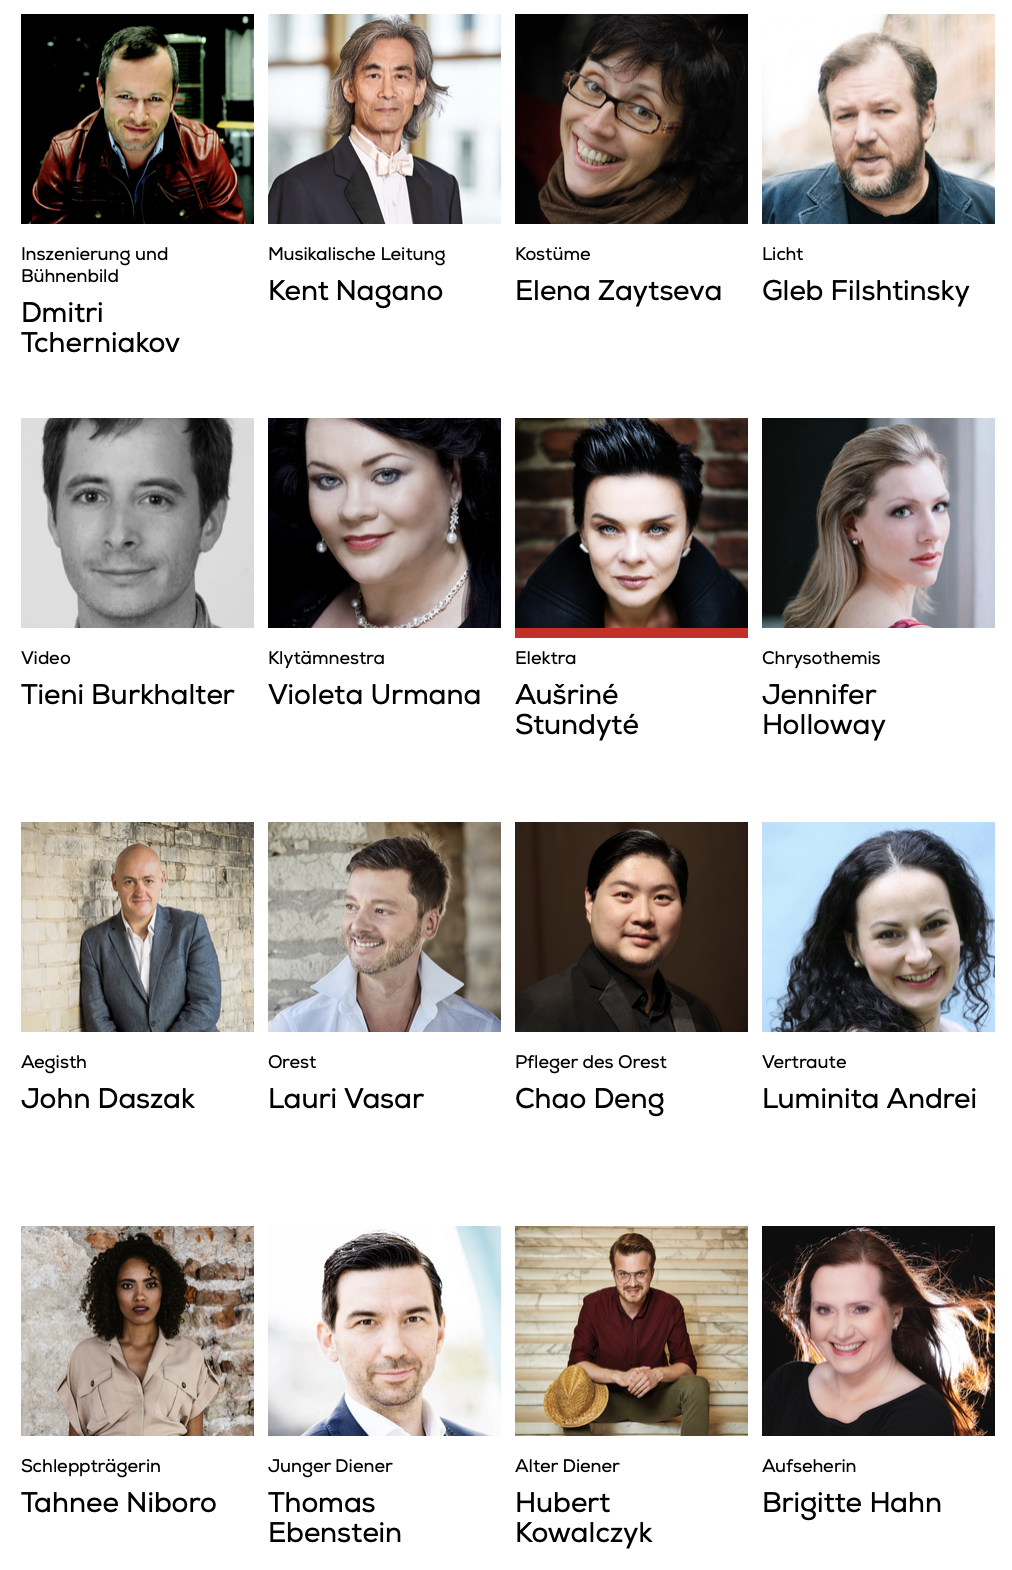 Inszenierung und
Bühnenbild
Dmitri
Tcherniakov
Musikalische Leitung
Kent Nagano
Kostüme
Elena Zaytseva
Licht
Gleb Filshtinsky
Video
Tieni Burkhalter
Klytämnestra
Violeta Urmana
Elektra
Aušriné
Stundyté
Chrysothemis
Jennifer
Holloway
Aegisth
John Daszak
Orest
Lauri Vasar
Pfleger des Orest
Chao Deng
Vertraute
Luminita Andrei
Schleppträgerin
Tahnee Niboro
Junger Diener
Thomas
Ebenstein
Alter Diener
Hubert
Kowalczyk
Aufseherin
Brigitte Hahn